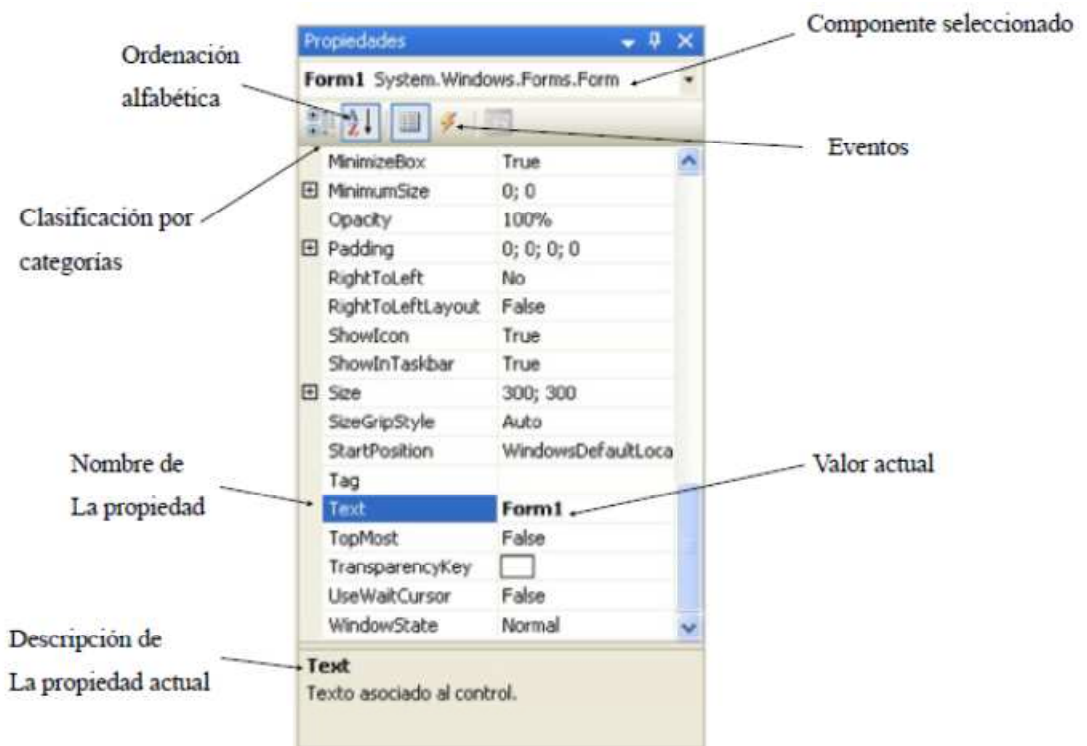 Componente seleccionado
Ordenación
alfabética
Propiedades
Form1 System.Windows.Forms.Form
Eventos
Clasificación por
categorías
MinimizeBox True
MinimumSize 0; 0
Opacity 100%
Padding 0; 0; 0; 0
RightToLeft No
RightToLeftLayout False
ShowIcon True
ShowInTaskbar True
Size 300; 300
SizeGripStyle Auto
StartPosition WindowsDefaultLoca
Tag
Text Form1
TopMost False
TransparencyKey
UseWaitCursor False
WindowState Normal
Nombre de
La propiedad
Valor actual
Descripción de
La propiedad actual
Text
Texto asociado al control.